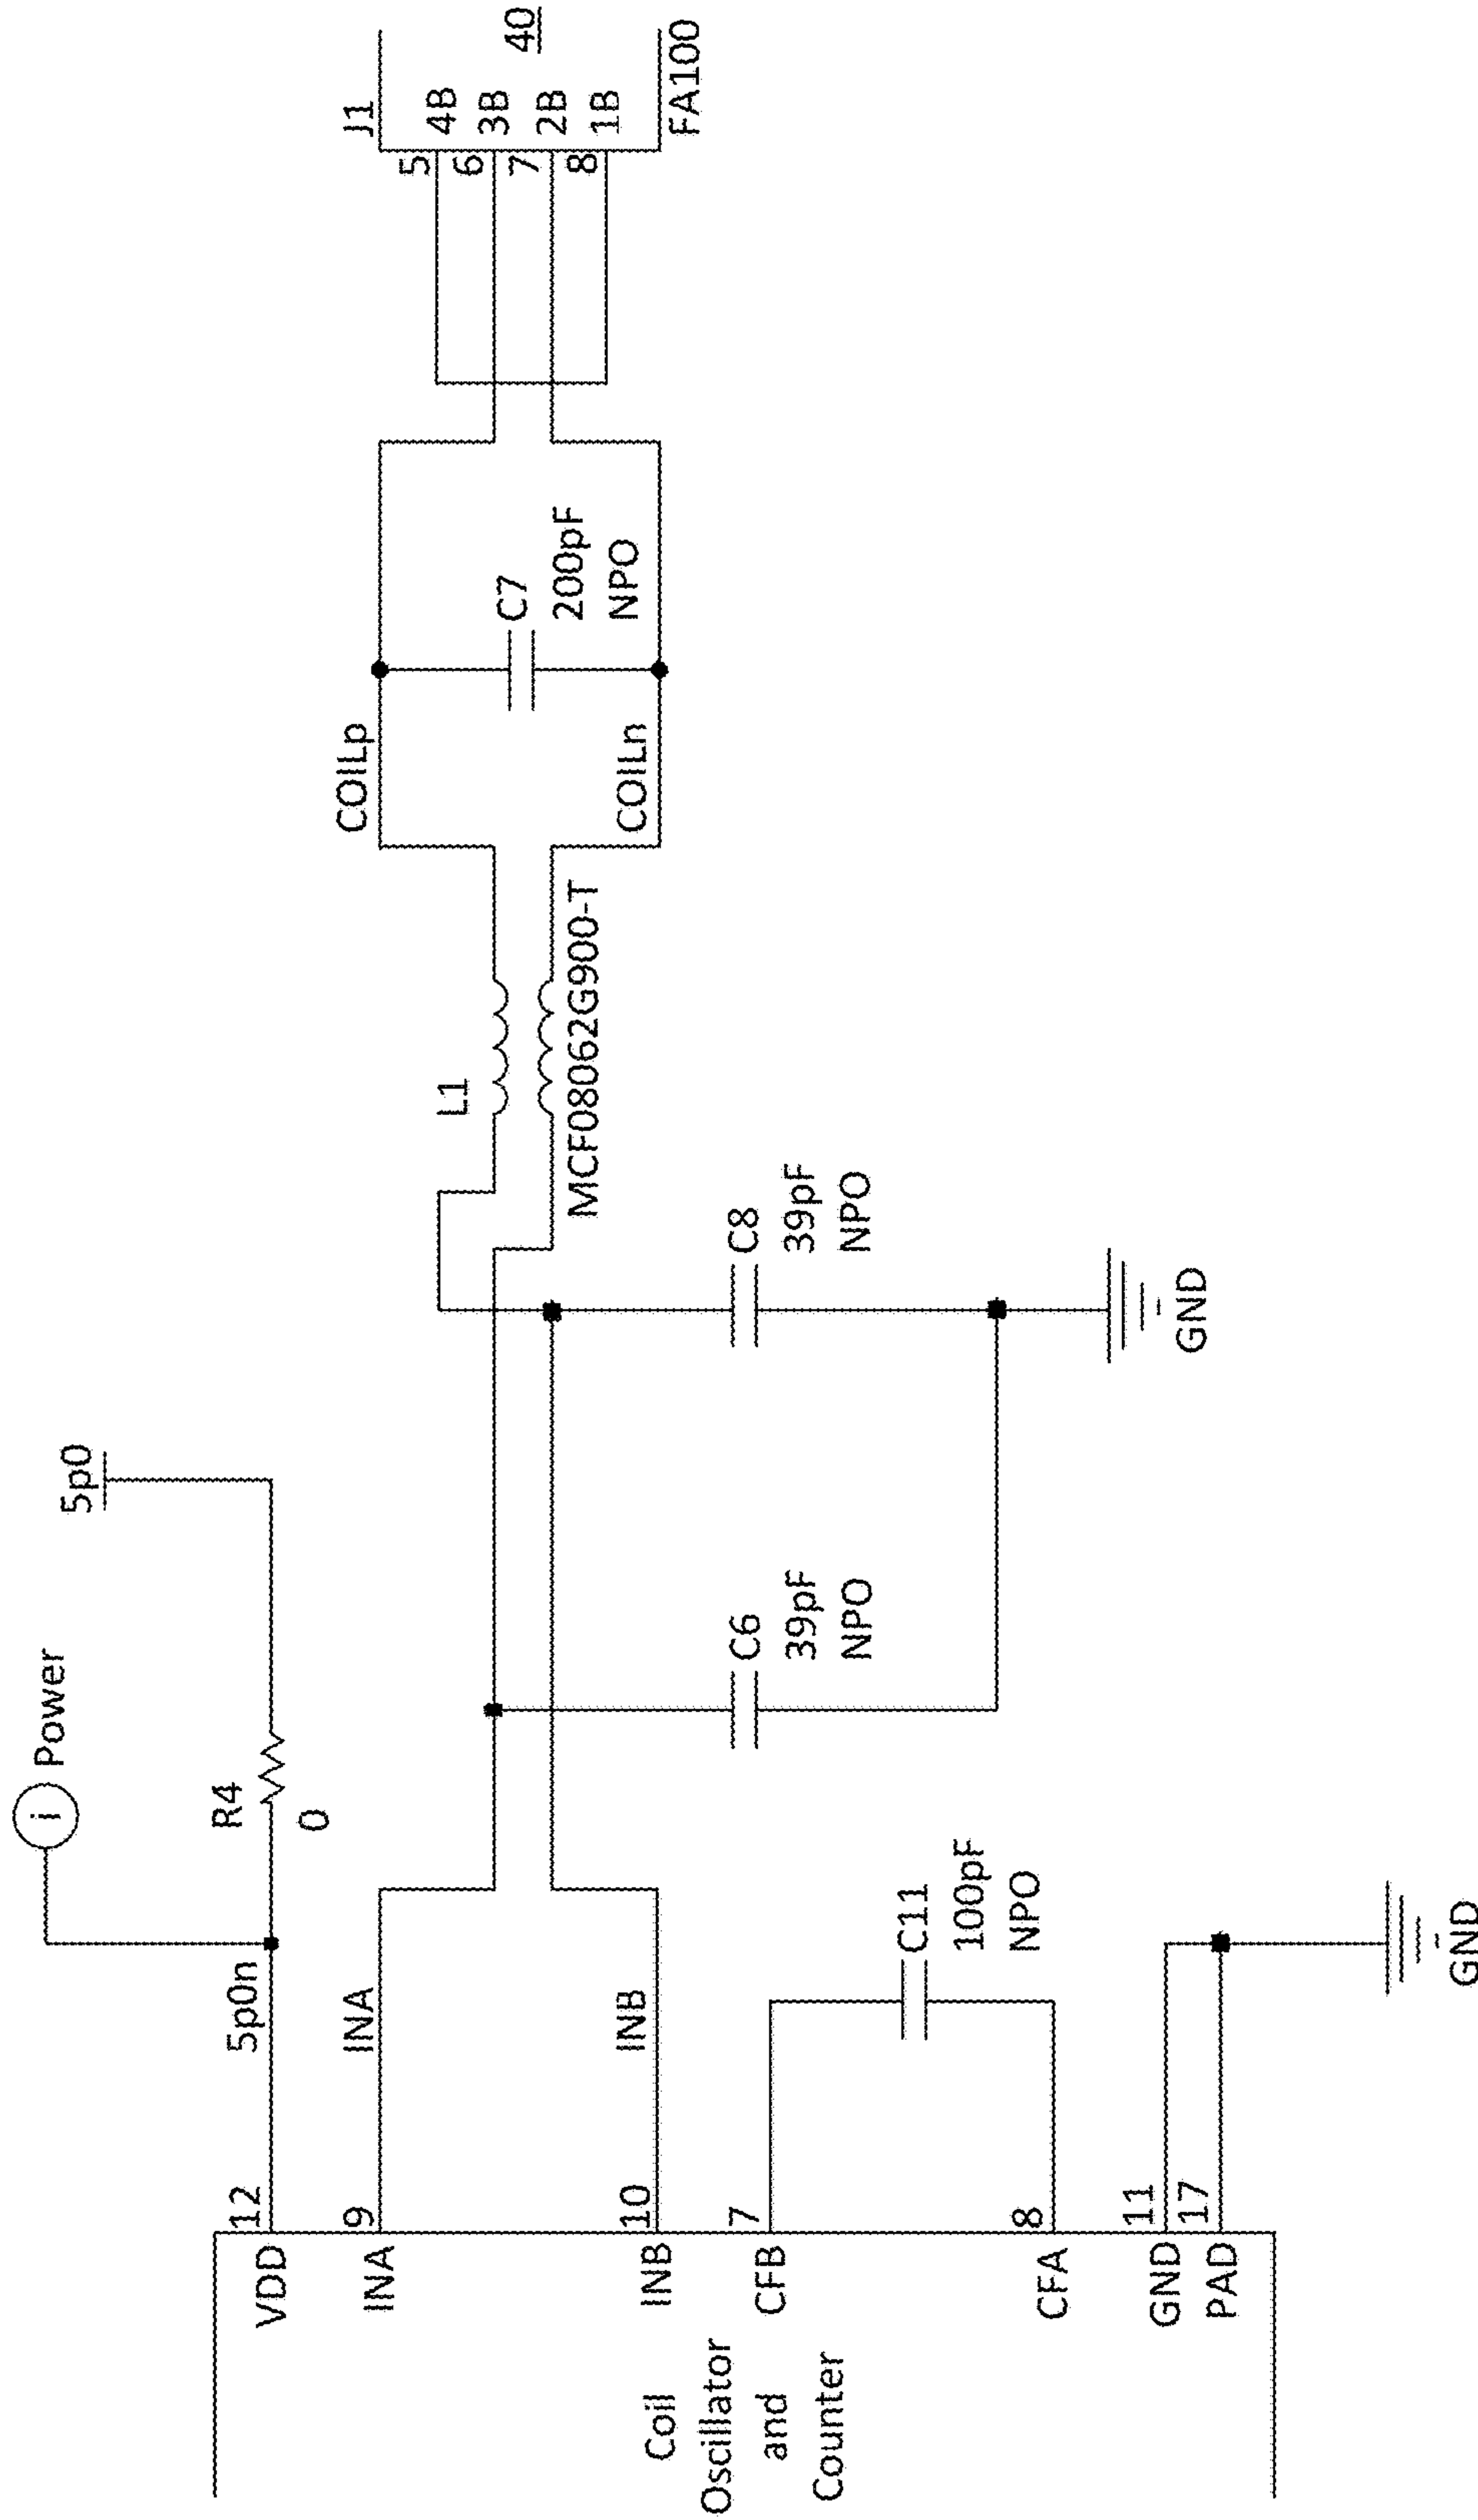 Coil
Oscillator
and
Counter
VDD
12
5p0n
i
Power
R4
0
5p0
INA
9
INA
INB
10
INB
CFB
7
CFA
8
C11
100pF
NPO
GND
11
PAD
17
GND
C6
39pF
NPO
C8
39pF
NPO
GND
L1
MCF08062G900-T
COILp
COILn
C7
200pF
NPO
J1
5
4B
6
3B
7
2B
8
1B
40
FA100